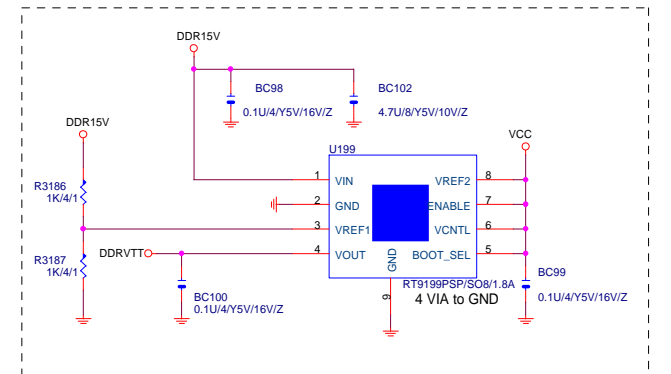 DDR15V
BC98
BC102
0.1U/4/Y5V/16V/Z
4.7U/8/Y5V/10V/Z
DDR15V
VCC
U199
R3186
1K/4/1
1
VIN
VREF2
8
2
GND
ENABLE
7
3
VREF1
VCNTL
6
R3187
1K/4/1
DDRVTT
4
VOUT
BOOT_SEL
5
GND
BC99
RT9199PSP/SO8/1.8A
9
4 VIA to GND
0.1U/4/Y5V/16V/Z
BC100
0.1U/4/Y5V/16V/Z